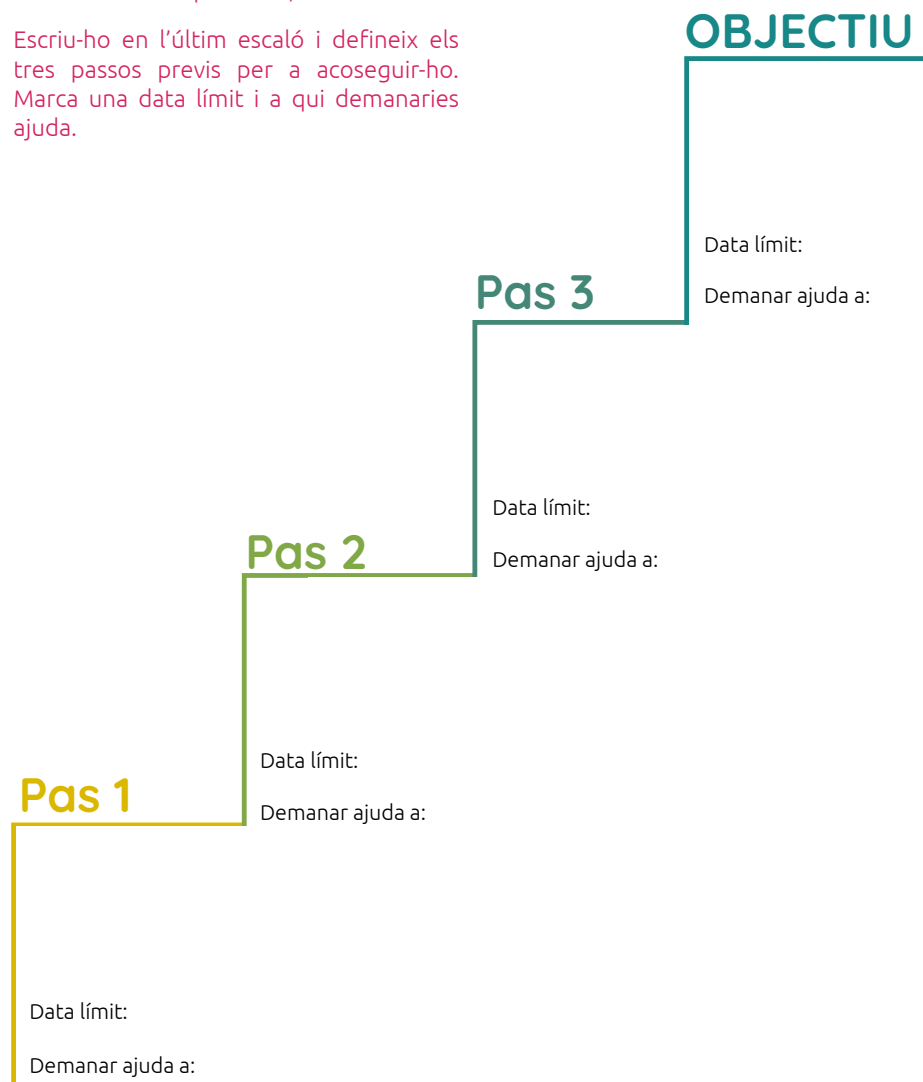 Escriu-ho en l'últim escaló i defineix els
tres passos previs per a acoseguir-ho.
Marca una data límit i a qui demanaries
ajuda.
OBJECTIU
Data límit:
Demanar ajuda a:
Pas 3
Data límit:
Demanar ajuda a:
Pas 2
Data límit:
Demanar ajuda a:
Pas 1
Data límit:
Demanar ajuda a: